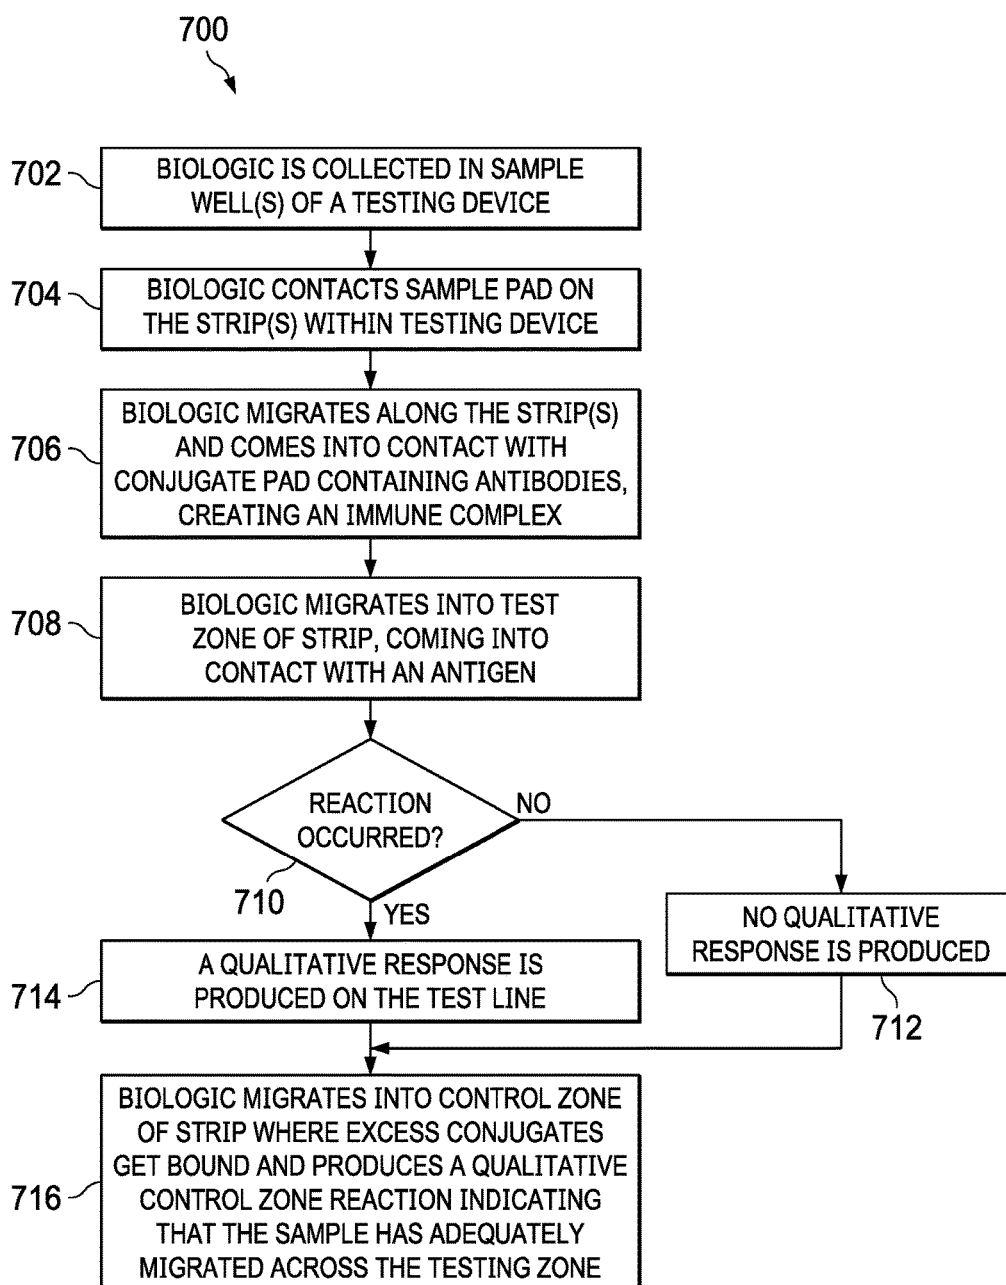 700
702
BIOLOGIC IS COLLECTED IN SAMPLE
WELL(S) OF A TESTING DEVICE
704
BIOLOGIC CONTACTS SAMPLE PAD ON
THE STRIP(S) WITHIN TESTING DEVICE
706
BIOLOGIC MIGRATES ALONG THE STRIP(S)
AND COMES INTO CONTACT WITH
CONJUGATE PAD CONTAINING ANTIBODIES,
CREATING AN IMMUNE COMPLEX
708
BIOLOGIC MIGRATES INTO TEST
ZONE OF STRIP, COMING INTO
CONTACT WITH AN ANTIGEN
REACTION
OCCURRED?
710
NO
YES
NO QUALITATIVE
RESPONSE IS PRODUCED
712
714
A QUALITATIVE RESPONSE IS
PRODUCED ON THE TEST LINE
716
BIOLOGIC MIGRATES INTO CONTROL ZONE
OF STRIP WHERE EXCESS CONJUGATES
GET BOUND AND PRODUCES A QUALITATIVE
CONTROL ZONE REACTION INDICATING
THAT THE SAMPLE HAS ADEQUATELY
MIGRATED ACROSS THE TESTING ZONE